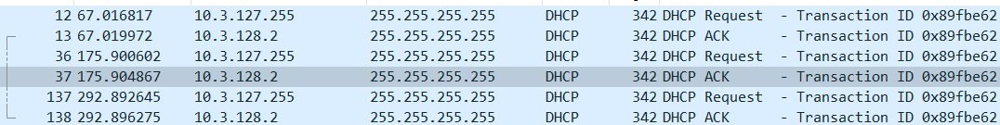 12 67.016817 10.3.127.255 255.255.255.255 DHCP 342 DHCP Request - Transaction ID 0x89fbe62
13 67.019972 10.3.128.2 255.255.255.255 DHCP 342 DHCP ACK - Transaction ID 0x89fbe62
36 175.900602 10.3.127.255 255.255.255.255 DHCP 342 DHCP Request - Transaction ID 0x89fbe62
37 175.904867 10.3.128.2 255.255.255.255 DHCP 342 DHCP ACK - Transaction ID 0x89fbe62
137 292.892645 10.3.127.255 255.255.255.255 DHCP 342 DHCP Request - Transaction ID 0x89fbe62
138 292.896275 10.3.128.2 255.255.255.255 DHCP 342 DHCP ACK - Transaction ID 0x89fbe62